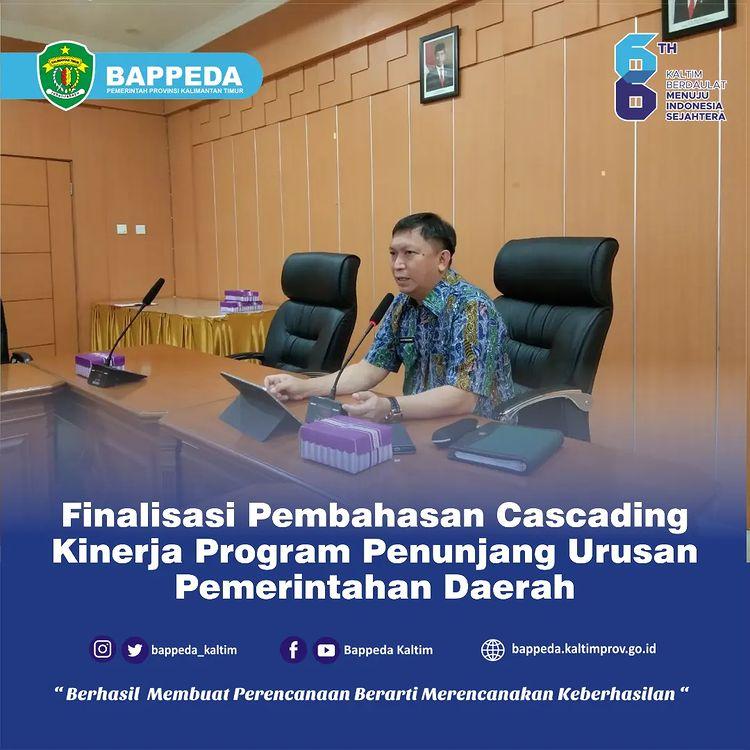 BAPPEDA
PEMERINTAH PROVINSI KALIMANTAN TIMUR
66TH
KALTIM
BERDAULAT
MENUJU
INDONESIA
SEJAHTERA
Finalisasi Pembahasan Cascading
Kinerja Program Penunjang Urusan
Pemerintahan Daerah
bappeda_kaltim
Bappeda Kaltim
bappeda.kaltimprov.go.id
“ Berhasil Membuat Perencanaan Berarti Merencanakan Keberhasilan “